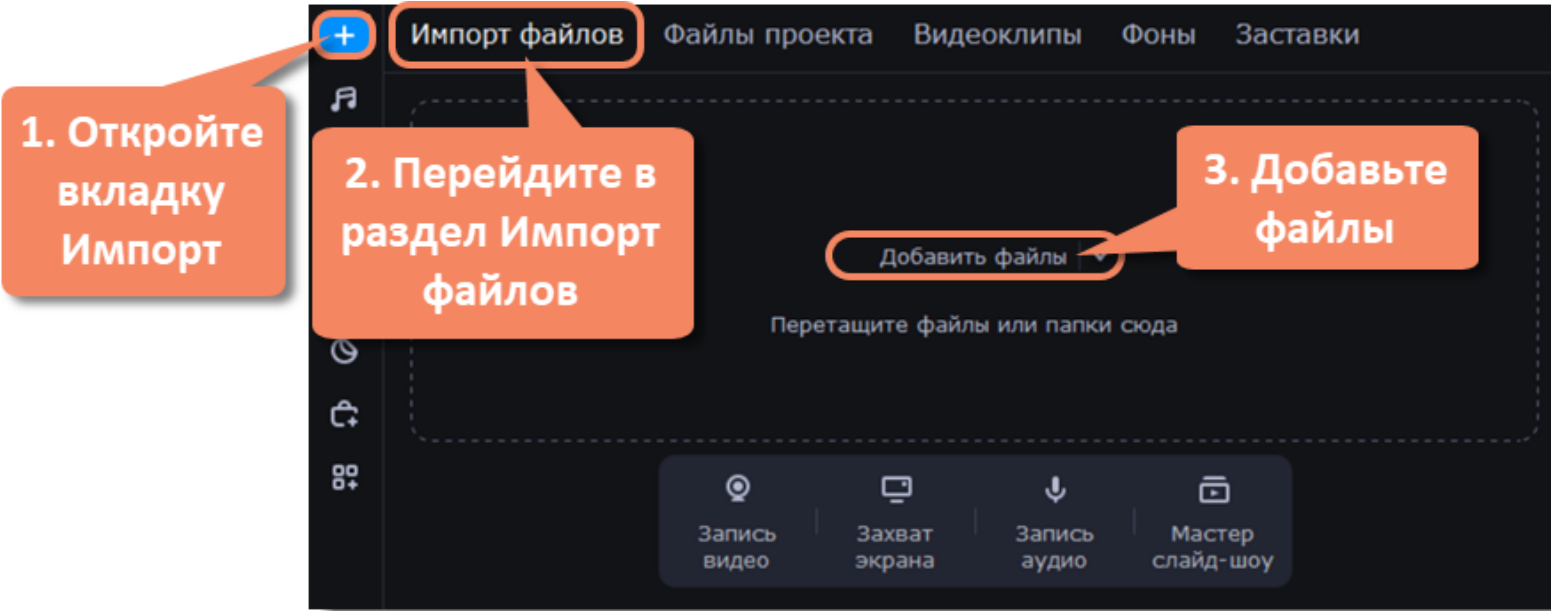 Импорт файлов Файлы проекта Видеоклипы Фоны Заставки
1. Откройте
вкладку
Импорт
2. Перейдите в
раздел Импорт
файлов
3. Добавьте
файлы
Добавить файлы
Перетащите файлы или папки сюда
Запись
видео
Захват
экрана
Запись
аудио
Мастер
слайд-шоу